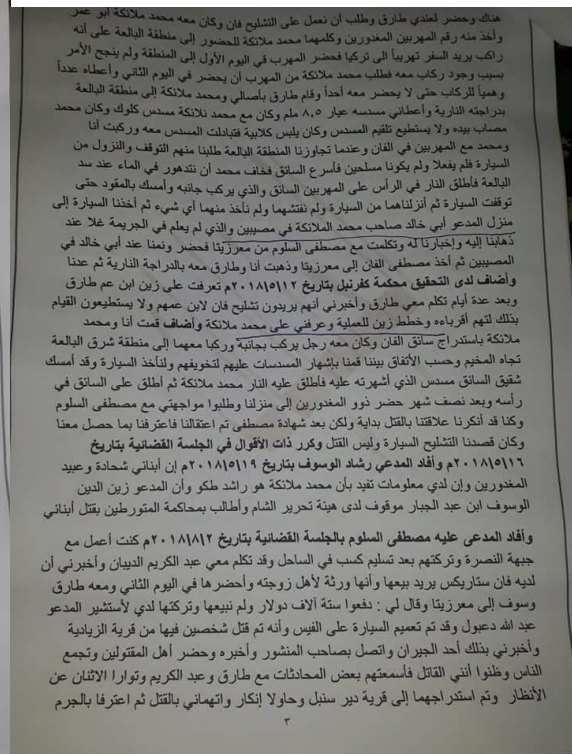 هناك وحضر لعندي طارق وطلب أن نعمل على التشليح فان وكان معه محمد ملائكة أبو عمر
وأخذ منه رقم المهربين المغدورين وكلمهما محمد ملائكة للحضور إلى منطقة البالعة على أنه
راكب يريد السفر تهريباً الى تركيا فحضر المهرب في اليوم الأول إلى المنطقة ولم ينجح الأمر
بسبب وجود ركاب معه فطلب محمد ملائكة من المهرب أن يحضر في اليوم الثاني وأعطاه عدداً
وهمياً للركاب حتى لا يحضر معه أحداً وقام طارق بأصالي ومحمد ملائكة إلى منطقة البالعة
بدراجته النارية وأعطاني مسدسه عيار ٨,٥ ملم وكان مع محمد نلائكة مسدس كلوك وكان محمد
مصاب بيده ولا يستطيع تلقيم المسدس وكان يلبس كلابية فتبادلت المسدس معه وركبت أنا
ومحمد مع المهربين في الفان وعندما تجاوزنا المنطقة البالعة طلبنا منهم التوقف والنزول من
السيارة فلم يفعلا ولم يكونا مسلحين فأسرع السائق فخاف محمد أن نتدهور في الماء عند سد
البالعة فأطلق النار في الرأس على المهربين السائق والذي يركب جانبه وأمسك بالمقود حتى
توقفت السيارة ثم أنزلناهما من السيارة ولم نفتشهما ولم نأخذ منهما أي شيء ثم أخذنا السيارة إلى
منزل المدعو أبي خالد صاحب محمد الملائكة في مصيبين والذي لم يعلم في الجريمة غلا عند
ذهابنا إليه وإخبارنا له وتكلمت مع مصطفى السلوم من معرزيتا فحضر ونمنا عند أبي خالد في
المصيبين ثم أخذ مصطفى الفان إلى معرزيتا وذهبت أنا وطارق معه بالدراجة النارية ثم عدنا
وأضاف لدى التحقيق محكمة كفرنبل بتاريخ ٢٠١٨|٥|١٢م تعرفت على زين ابن عم طارق
وبعد عدة أيام تكلم معي طارق وأخبرني أنهم يريدون تشليح فان لابن عمهم ولا يستطيعون القيام
بذلك لتهم أقرباءه وخطط زين للعملية وعرفني على محمد ملائكة وأضاف قمت أنا ومحمد
ملائكة باستدراج سائق الفان وكان معه رجل يركب بجانبة وركبا معهما إلى منطقة شرق البالعة
تجاه المخيم وحسب الأتفاق بيننا قمنا بإشهار المسدسات عليهم لتخويفهم ولنأخذ السيارة وقد امسك
شقيق السائق مسدس الذي أشهرته عليه فأطلق عليه النار محمد ملائكة ثم أطلق على السائق في
رأسه وبعد نصف شهر حضر ذوو المغدورين إلى منزلنا وطلبوا مواجهتي مع مصطفى السلوم
وكنا قد أنكرنا علاقتنا بالقتل بداية ولكن بعد شهادة مصطفى تم اعتقالنا فاعترفنا بما حصل معنا
وكان قصدنا التشليح السيارة وليس القتل وكرر ذات الأقوال في الجلسة القضائية بتاريخ
٢٠١٨|٥|١٦م وأفاد المدعي رشاد الوسوف بتاريخ ٢٠١٨|٥|١٩م إن أبناني شحادة وعبيد
المغدورين وإن لدي معلومات تفيد بأن محمد ملائكة هو راشد طكو وأن المدعو زين الدين
الوسوف ابن عبد الجبار موقوف لدى هيئة تحرير الشام وأطالب بمحاكمة المتورطين بقتل أبناني
وأفاد المدعى عليه مصطفى السلوم بالجلسة القضائية بتاريخ ٢٠١٨|٨|٢م كنت أعمل مع
جبهة النصرة وتركتهم بعد تسليم كسب في الساحل وقد تكلم معي عبد الكريم الديبان وأخبرني أن
لديه فان ستاريكس يريد بيعها وأنها ورثة لأهل زوجته وأحضرها في اليوم الثاني ومعه طارق
وسوف إلى معرزيتا وقال لي : دفعوا ستة ألاف دولار ولم نبيعها وتركتها لدي لأستشير المدعو
عبد الله دعبول وقد تم تعميم السيارة على الفيس وأنه تم قتل شخصين فيها من قرية الزيادية
وأخبرني بذلك أحد الجيران واتصل بصاحب المنشور وأخبره وحضر أهل المقتولين وتجمع
الناس وظنوا أنني القاتل فأسمعتهم بعض المحادثات مع طارق وعبد الكريم وتوارا الاثنان عن
الأنظار  وتم استدراجهما إلى قرية دير سنبل وحاولا إنكار واتهماني بالقتل ثم اعترفا بالجرم
٣